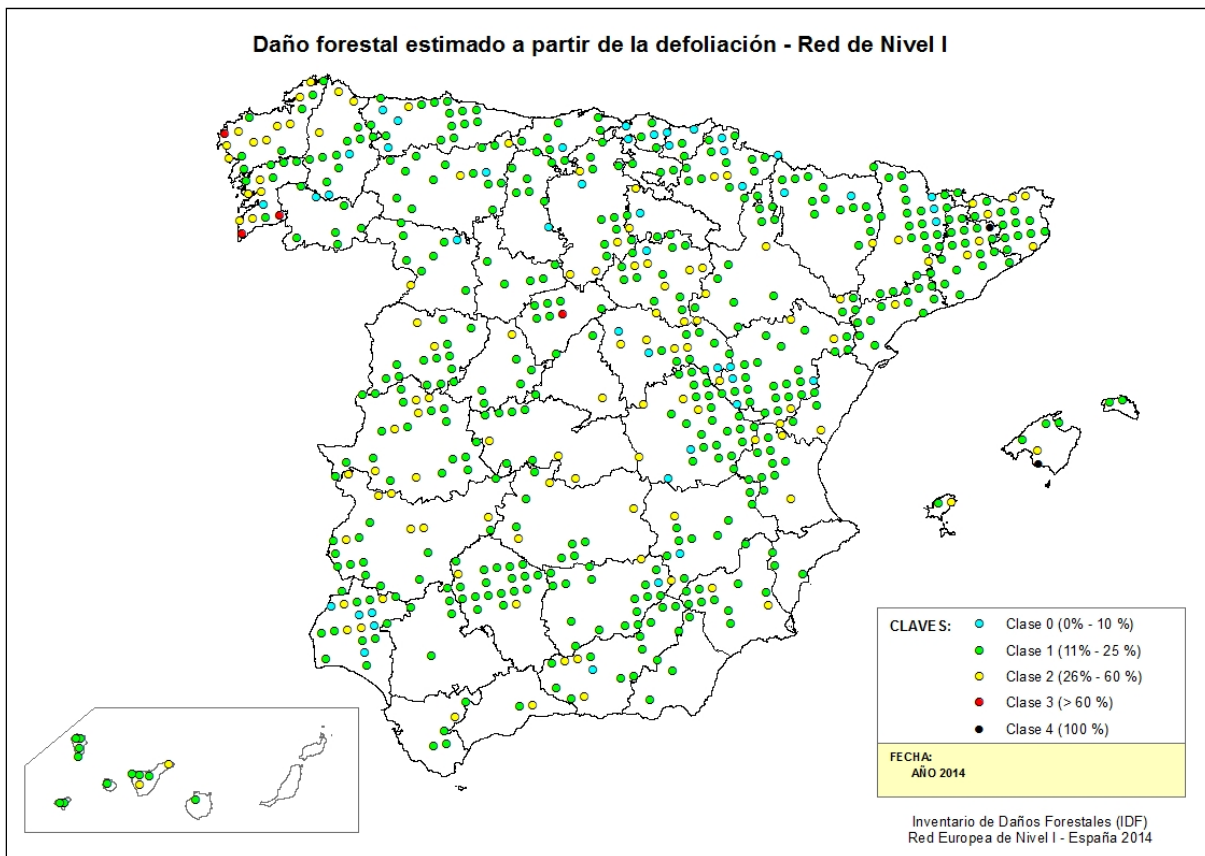 Daño forestal estimado a partir de la defoliación - Red de Nivel I
CLAVES:
Clase 0 (0% - 10 %)
Clase 1 (11% - 25 %)
Clase 2 (26% - 60 %)
Clase 3 (> 60 %)
Clase 4 (100 %)
FECHA:
AÑO 2014
Inventario de Daños Forestales (IDF)
Red Europea de Nivel I - España 2014